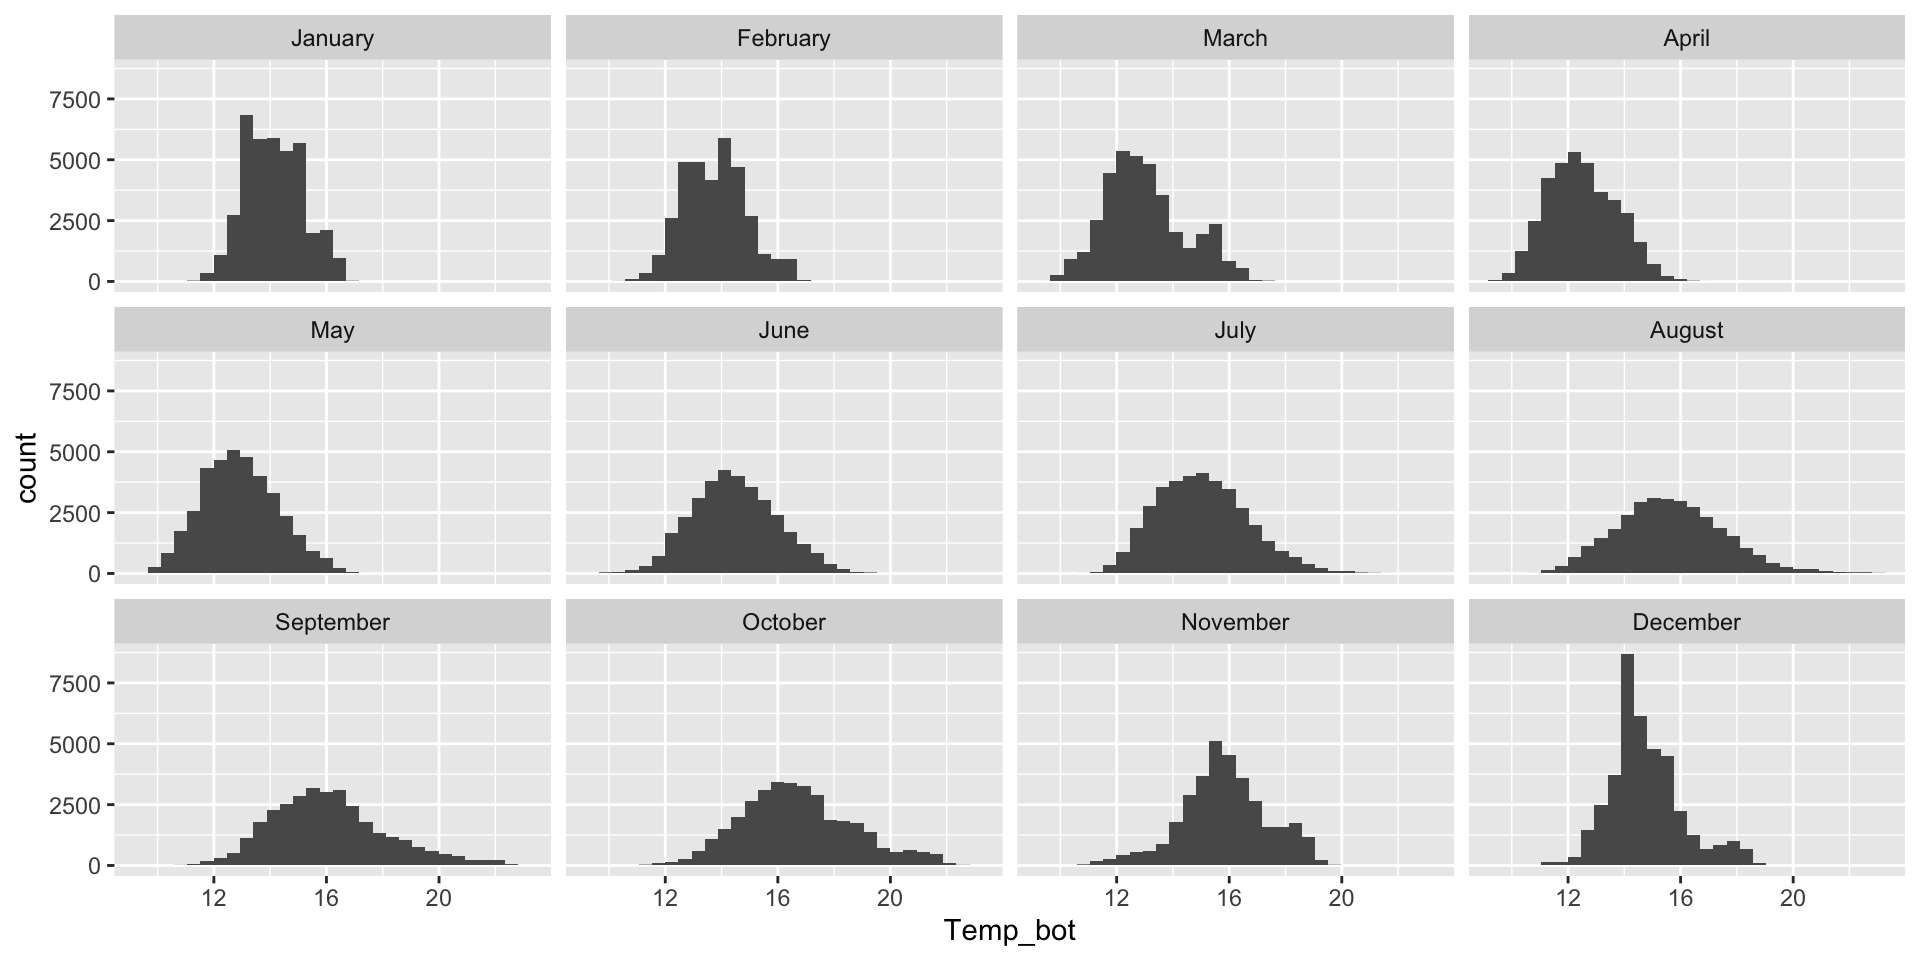 January February March April
7500
5000
2500
0
May June July August
7500
5000
2500
0
count
September October November December
7500
5000
2500
0
12 16 20 12 16 20 12 16 20 12 16 20
Temp_bot